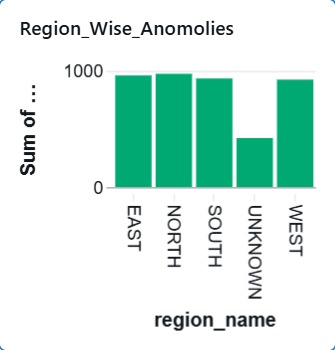 Region_Wise_Anomolies
Sum of ...
1000
0
EAST
NORTH
SOUTH
UNKNOWN
WEST
region_name